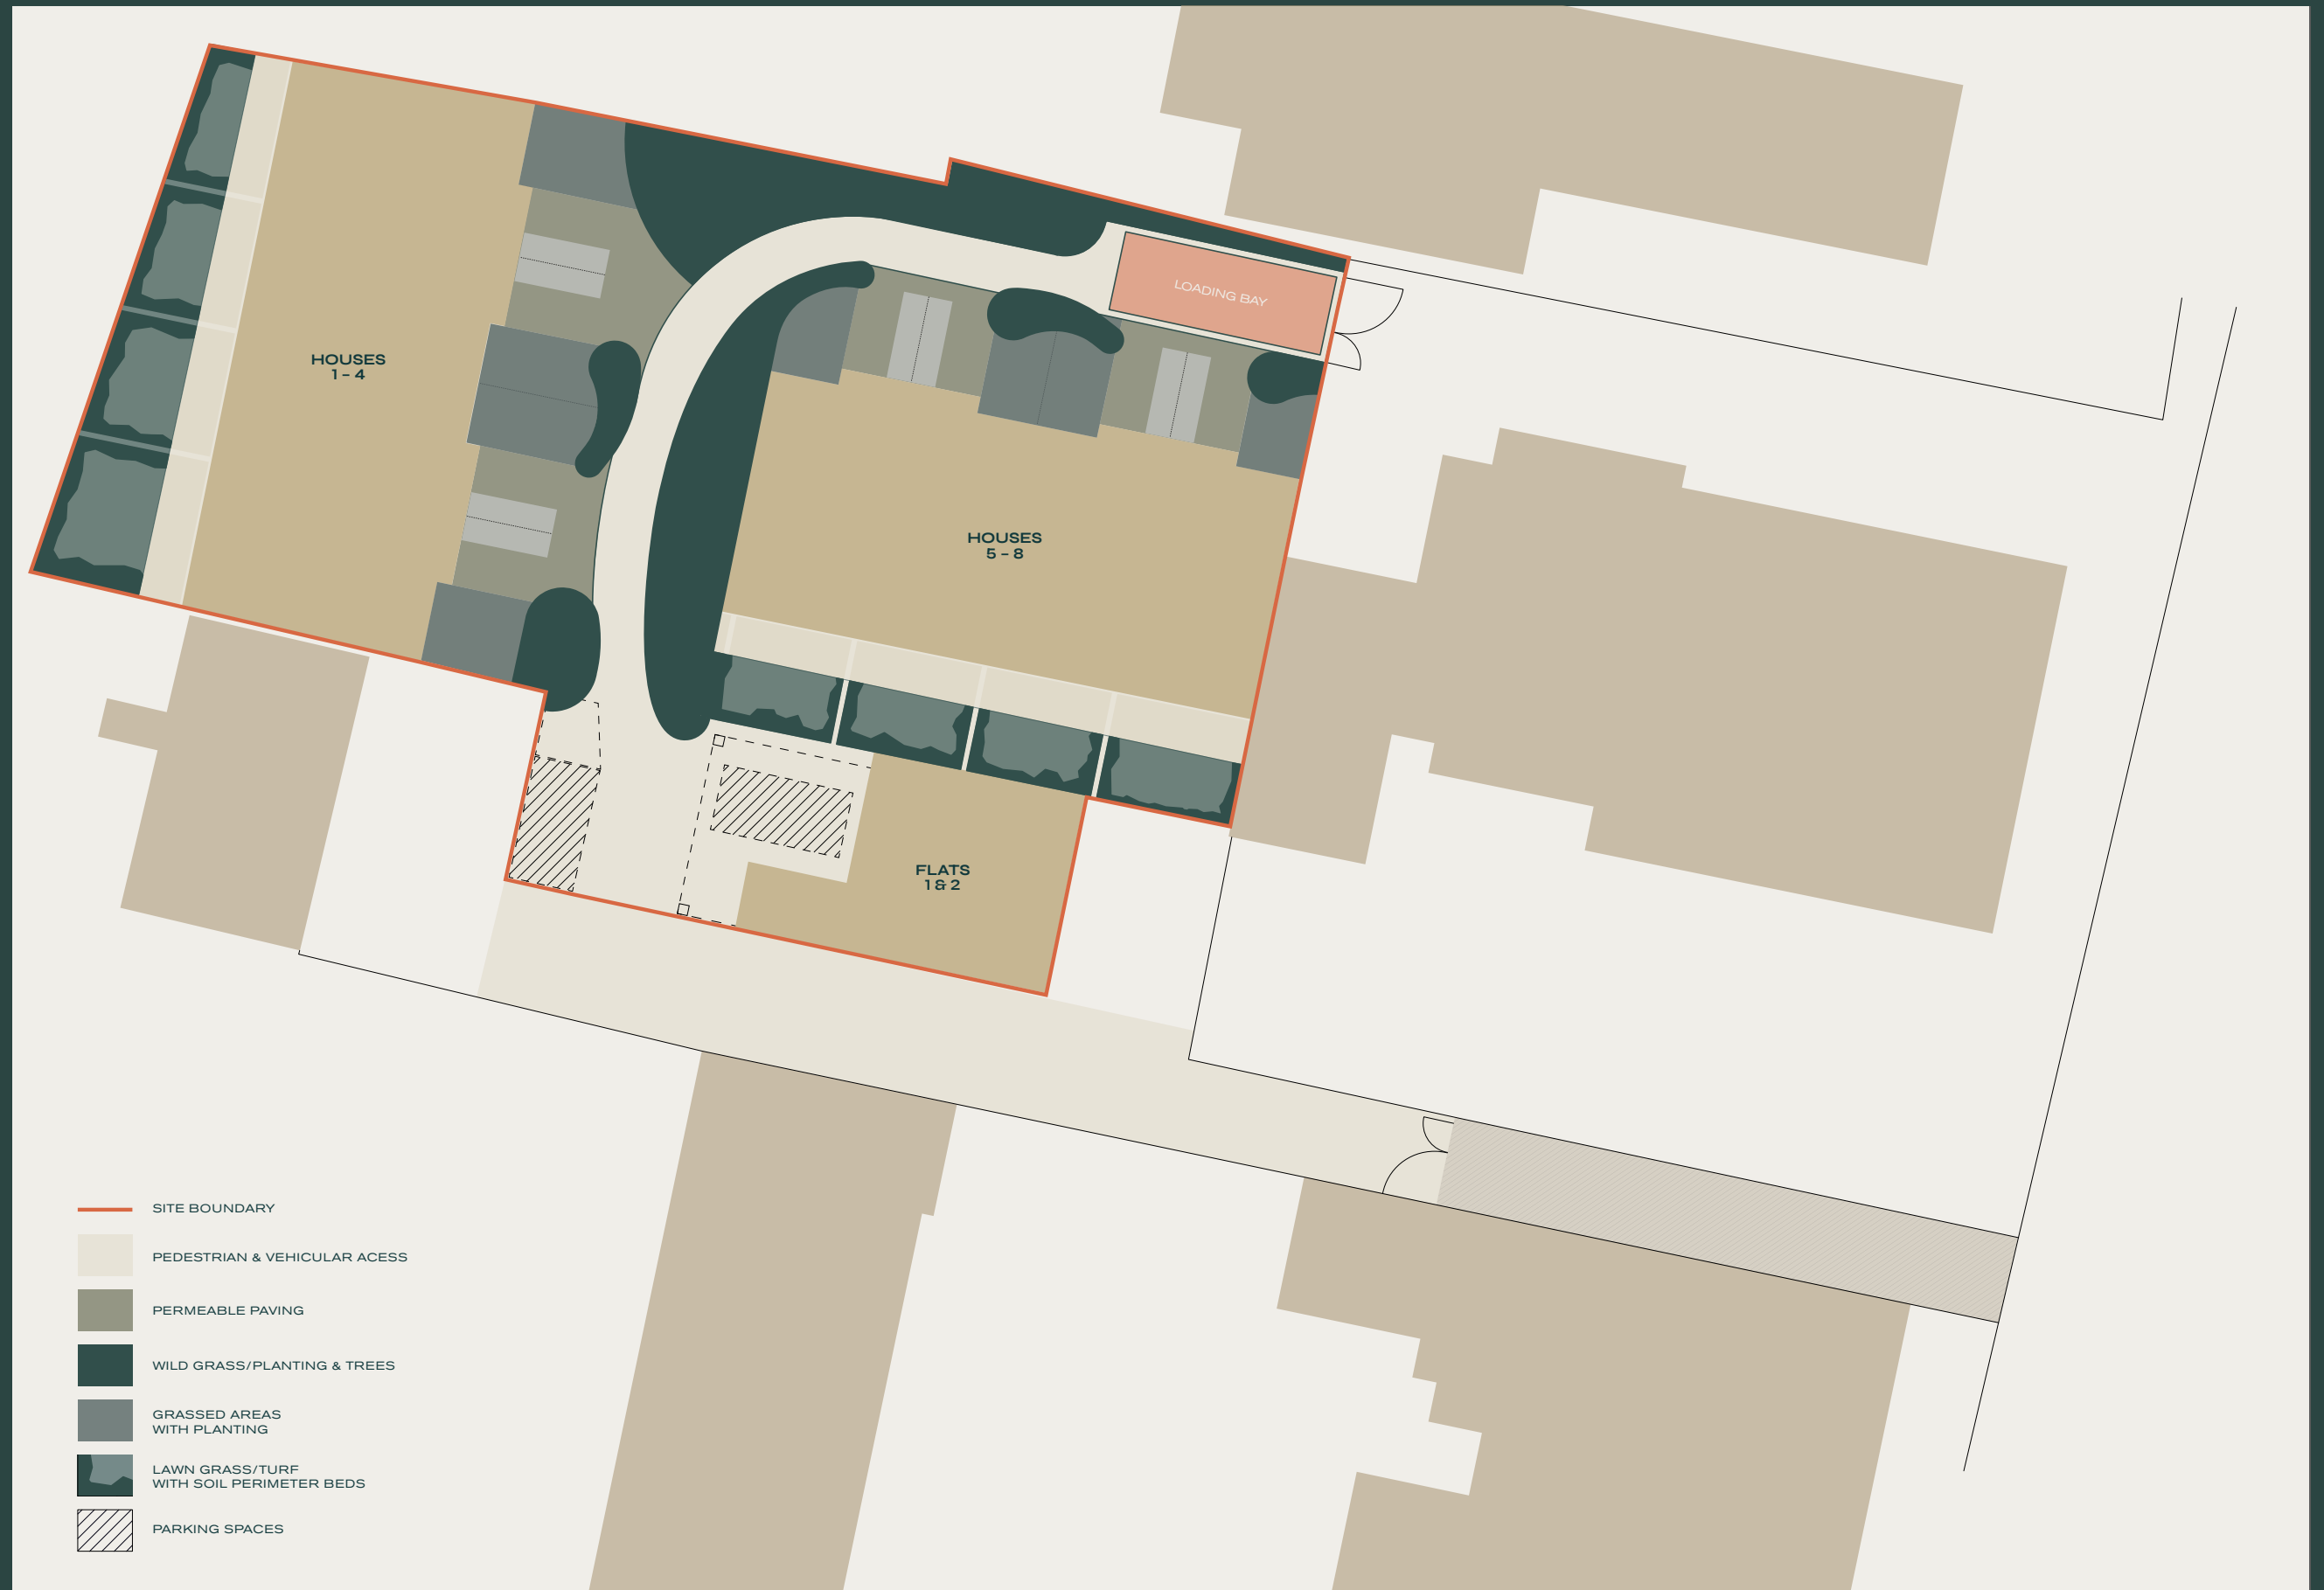 LOADING BAY
HOUSES
1 – 4
HOUSES
5 – 8
FLATS
1 & 2
SITE BOUNDARY
PEDESTRIAN & VEHICULAR ACESS
PERMEABLE PAVING
WILD GRASS/PLANTING & TREES
GRASSED AREAS
WITH PLANTING
LAWN GRASS/TURF
WITH SOIL PERIMETER BEDS
PARKING SPACES